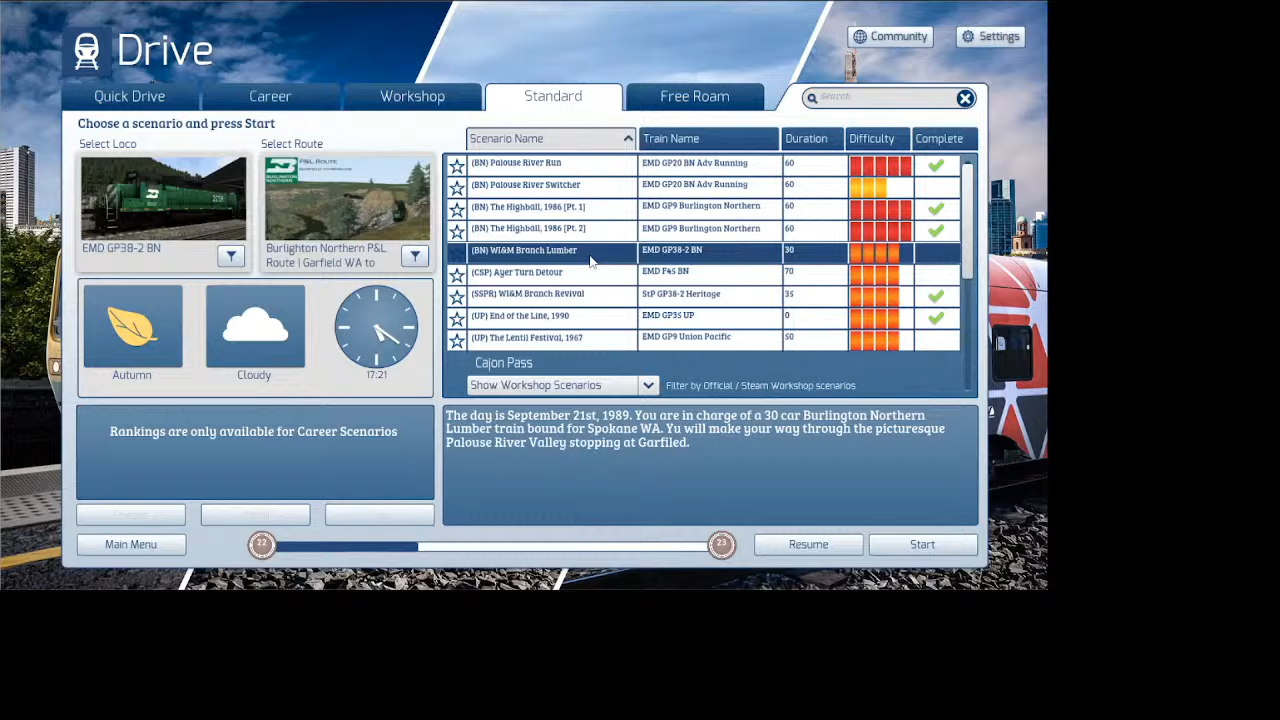 Drive
Community
Settings
Quick Drive
Career
Workshop
Standard
Free Roam
Search
Choose a scenario and press Start
Select Loco
Select Route
EMD GP38-2 BN
BURLINGTON NORTHERN
P&L ROUTE
Burlighton Northern P&L
Route | Garfield WA to
Autumn
Cloudy
17:21
Scenario Name
Train Name
Duration
Difficulty
Complete
(BN) Palouse River Run
EMD GP20 BN Adv Running
60
(BN) Palouse River Switcher
EMD GP20 BN Adv Running
60
(BN) The Highball, 1986 [Pt. 1]
EMD GP9 Burlington Northern
60
(BN) The Highball, 1986 [Pt. 2]
EMD GP9 Burlington Northern
60
(BN) WI&M Branch Lumber
EMD GP38-2 BN
30
(CSP) Ayer Turn Detour
EMD F45 BN
70
(SSPR) WI&M Branch Revival
StP GP38-2 Heritage
35
(UP) End of the Line, 1990
EMD GP35 UP
0
(UP) The Lentil Festival, 1967
EMD GP9 Union Pacific
50
Cajon Pass
Show Workshop Scenarios
Filter by Official / Steam Workshop scenarios
Rankings are only available for Career Scenarios
The day is September 21st, 1989. You are in charge of a 30 car Burlington Northern
Lumber train bound for Spokane WA. Yu will make your way through the picturesque
Palouse River Valley stopping at Garfiled.
Main Menu
22
23
Resume
Start